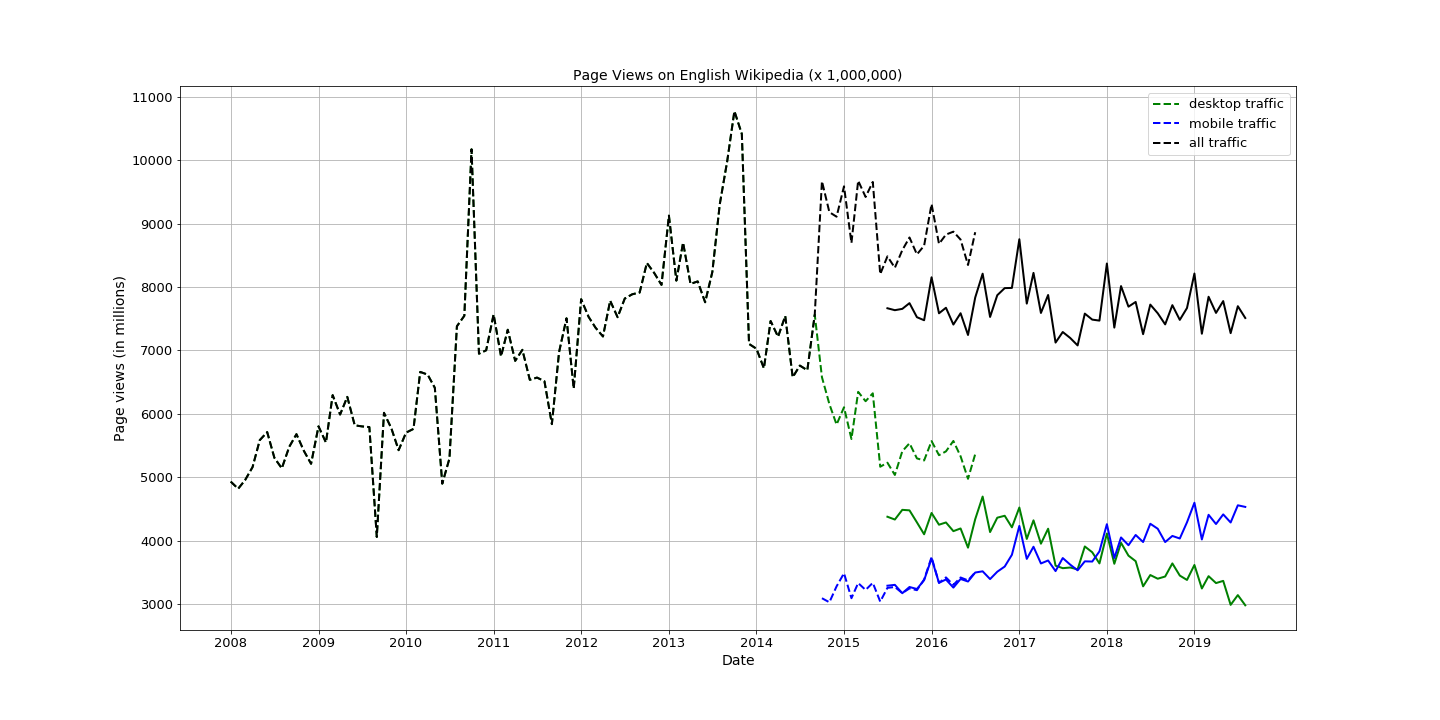 Page Views on English Wikipedia (x 1,000,000)
desktop traffic
mobile traffic
all traffic
Page views (in millions)
11000
10000
9000
8000
7000
6000
5000
4000
3000
2008 2009 2010 2011 2012 2013 2014 2015 2016 2017 2018 2019
Date